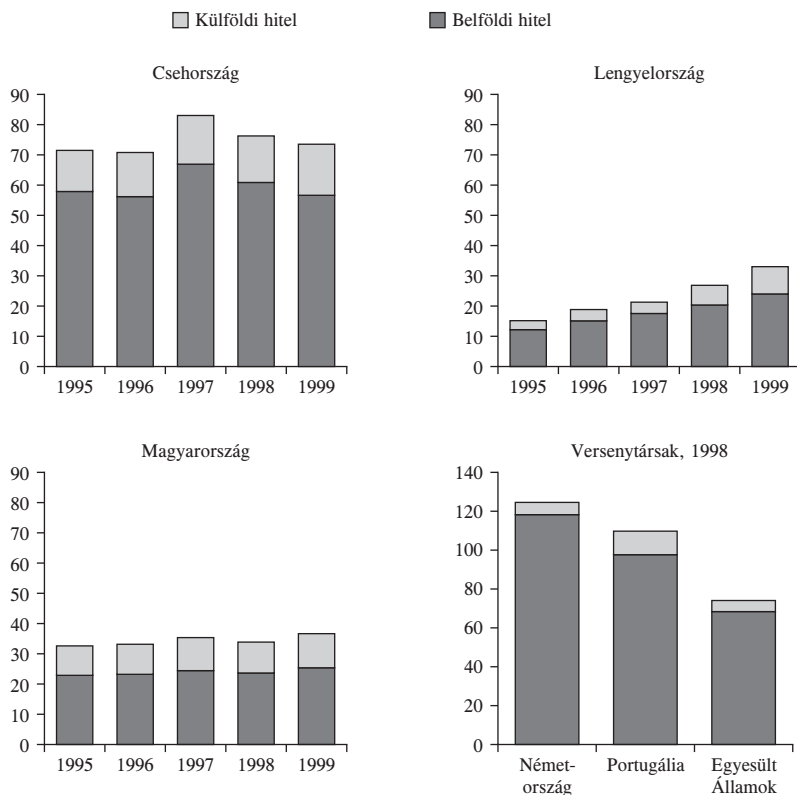 Külföldi hitel
Belföldi hitel
Csehország
90
80
70
60
50
40
30
20
10
0
1995 1996 1997 1998 1999
Lengyelország
90
80
70
60
50
40
30
20
10
0
1995 1996 1997 1998 1999
Magyarország
90
80
70
60
50
40
30
20
10
0
1995 1996 1997 1998 1999
Versenytársak, 1998
140
120
100
80
60
40
20
0
Német-
ország
Portugália
Egyesült
Államok